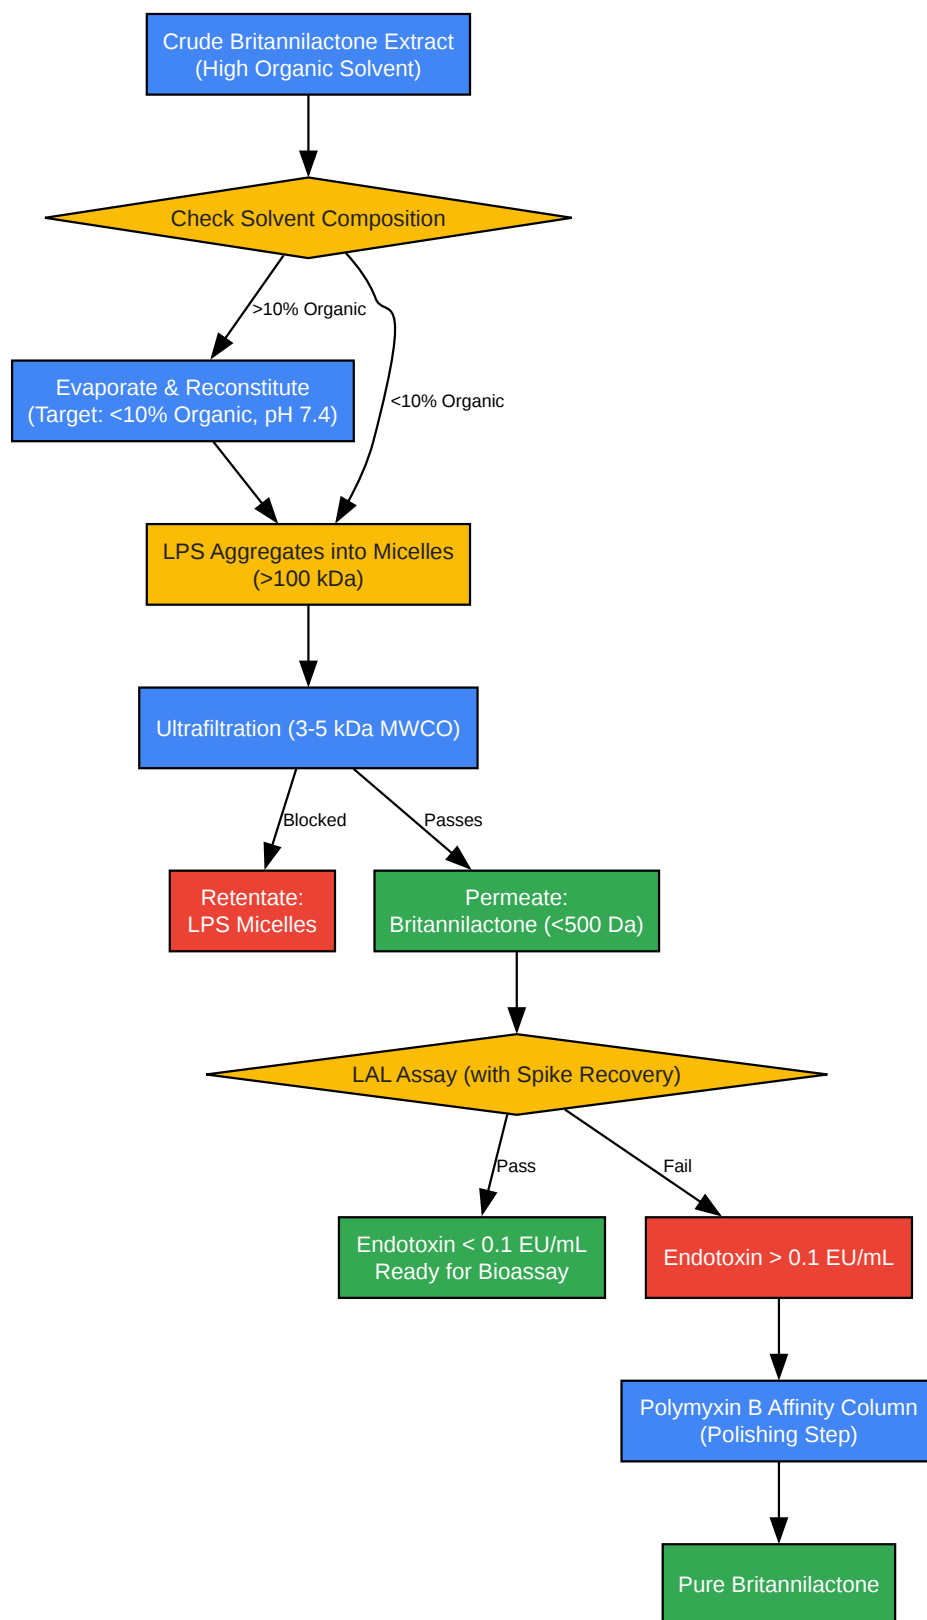 Crude Britannilactone Extract
(High Organic Solvent)
Check Solvent Composition
>10% Organic
Evaporate & Reconstitute
(Target: <10% Organic, pH 7.4)
<10% Organic
LPS Aggregates into Micelles
(>100 kDa)
Ultrafiltration (3-5 kDa MWCO)
Blocked
Passes
Retentate:
LPS Micelles
Permeate:
Britannilactone (<500 Da)
LAL Assay (with Spike Recovery)
Pass
Fail
Endotoxin < 0.1 EU/mL
Ready for Bioassay
Endotoxin > 0.1 EU/mL
Polymyxin B Affinity Column
(Polishing Step)
Pure Britannilactone